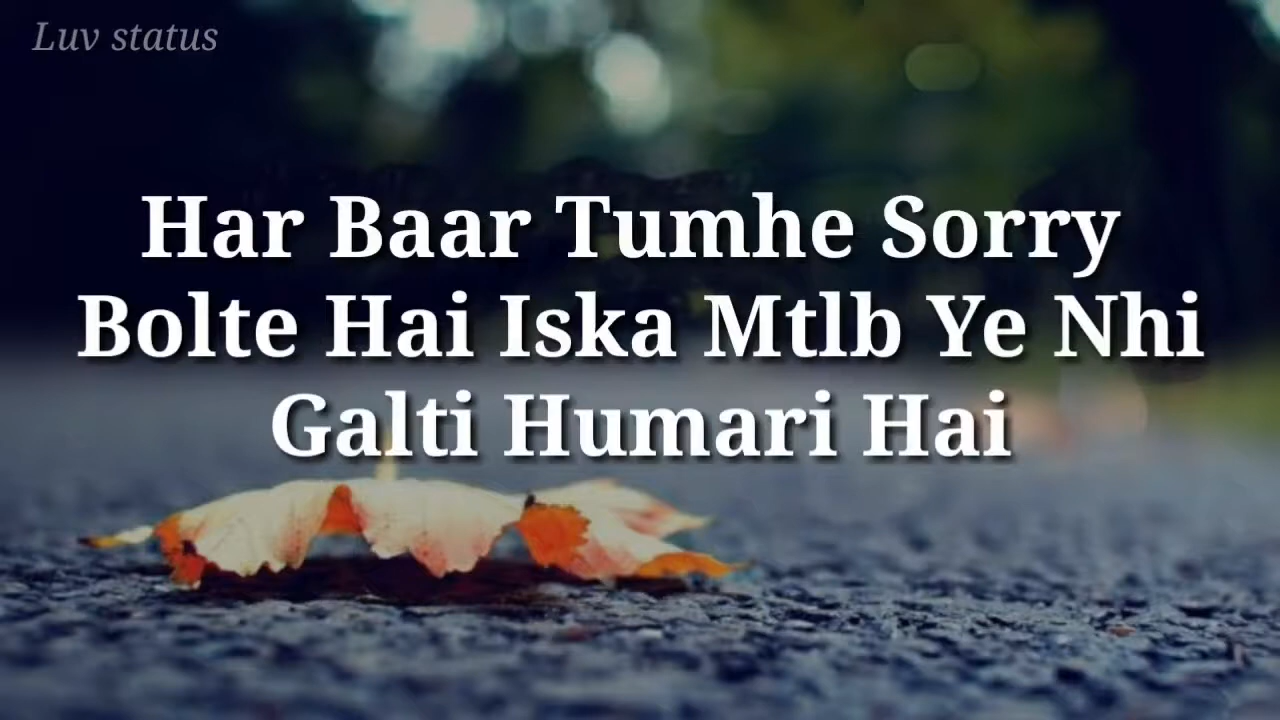 Luv status
Har Baar Tumhe Sorry
Bolte Hai Iska Mtlb Ye Nhi
Galti Humari Hai